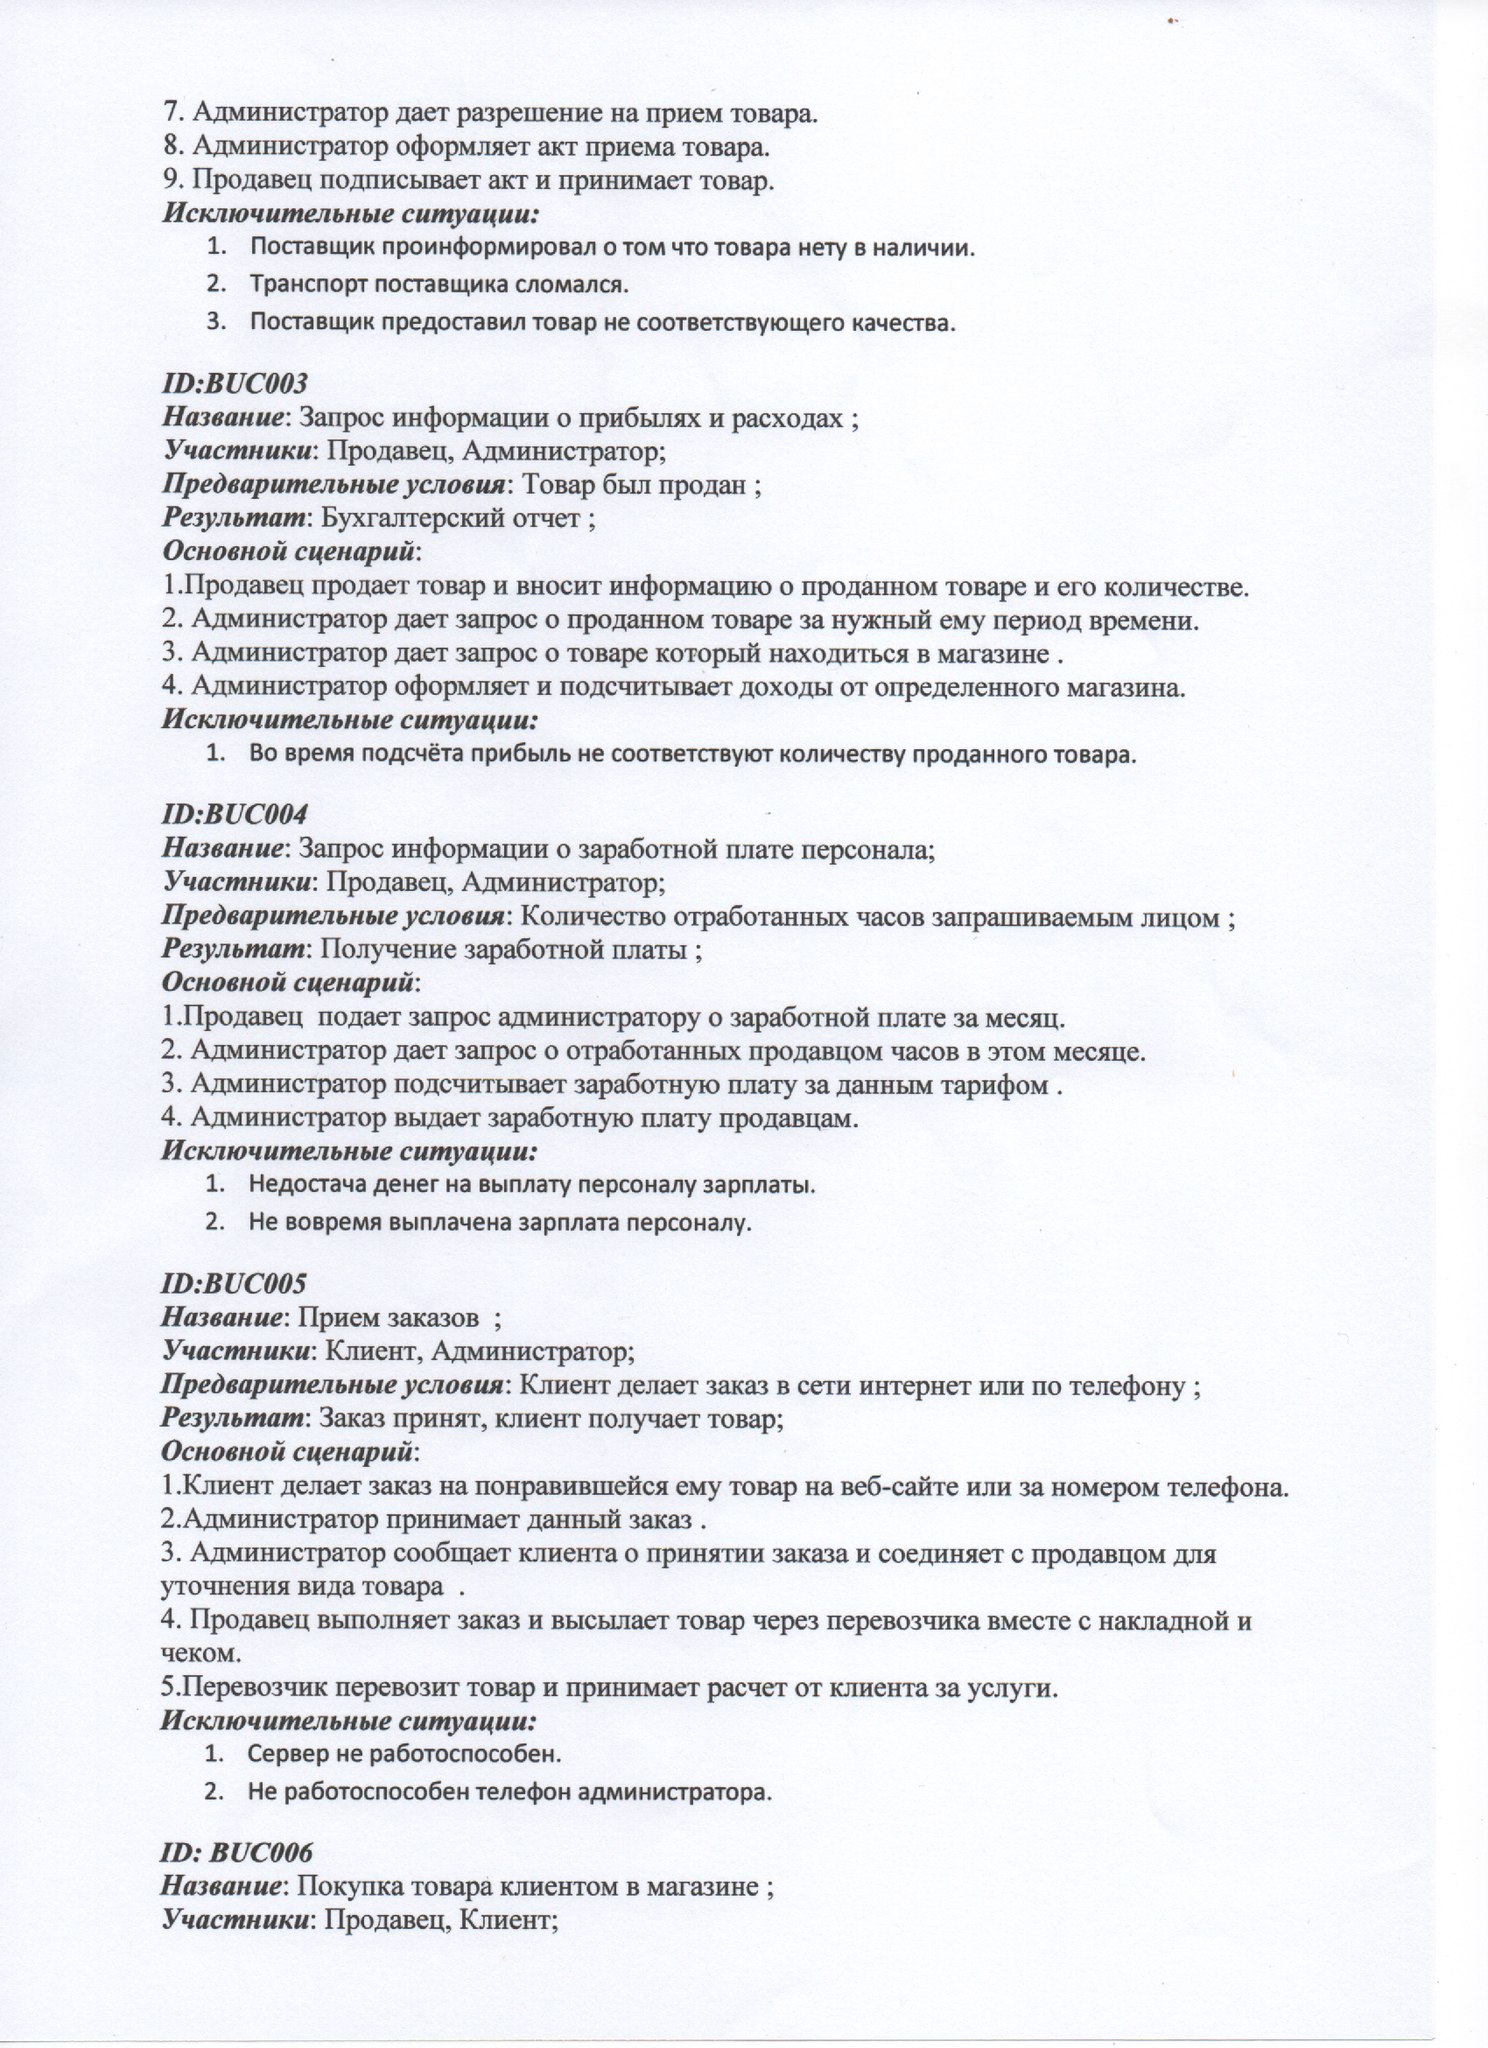 7. Администратор дает разрешение на прием товара.
8. Администратор оформляет акт приема товара.
9. Продавец подписывает акт и принимает товар.
Исключительные ситуации:
1. Поставщик проинформировал о том что товара нету в наличии.
2. Транспорт поставщика сломался.
3. Поставщик предоставил товар не соответствующего качества.
ID:BUC003
Название: Запрос информации о прибылях и расходах ;
Участники: Продавец, Администратор;
Предварительные условия: Товар был продан ;
Результат: Бухгалтерский отчет ;
Основной сценарий:
1.Продавец продает товар и вносит информацию о проданном товаре и его количестве.
2. Администратор дает запрос о проданном товаре за нужный ему период времени.
3. Администратор дает запрос о товаре который находиться в магазине .
4. Администратор оформляет и подсчитывает доходы от определенного магазина.
Исключительные ситуации:
1. Во время подсчёта прибыль не соответствуют количеству проданного товара.
ID:BUC004
Название: Запрос информации о заработной плате персонала;
Участники: Продавец, Администратор;
Предварительные условия: Количество отработанных часов запрашиваемым лицом ;
Результат: Получение заработной платы ;
Основной сценарий:
1.Продавец  подает запрос администратору о заработной плате за месяц.
2. Администратор дает запрос о отработанных продавцом часов в этом месяце.
3. Администратор подсчитывает заработную плату за данным тарифом .
4. Администратор выдает заработную плату продавцам.
Исключительные ситуации:
1. Недостача денег на выплату персоналу зарплаты.
2. Не вовремя выплачена зарплата персоналу.
ID:BUC005
Название: Прием заказов  ;
Участники: Клиент, Администратор;
Предварительные условия: Клиент делает заказ в сети интернет или по телефону ;
Результат: Заказ принят, клиент получает товар;
Основной сценарий:
1.Клиент делает заказ на понравившейся ему товар на веб-сайте или за номером телефона.
2.Администратор принимает данный заказ .
3. Администратор сообщает клиента о принятии заказа и соединяет с продавцом для
уточнения вида товара  .
4. Продавец выполняет заказ и высылает товар через перевозчика вместе с накладной и
чеком.
5.Перевозчик перевозит товар и принимает расчет от клиента за услуги.
Исключительные ситуации:
1. Сервер не работоспособен.
2. Не работоспособен телефон администратора.
ID: BUC006
Название: Покупка товара клиентом в магазине ;
Участники: Продавец, Клиент;